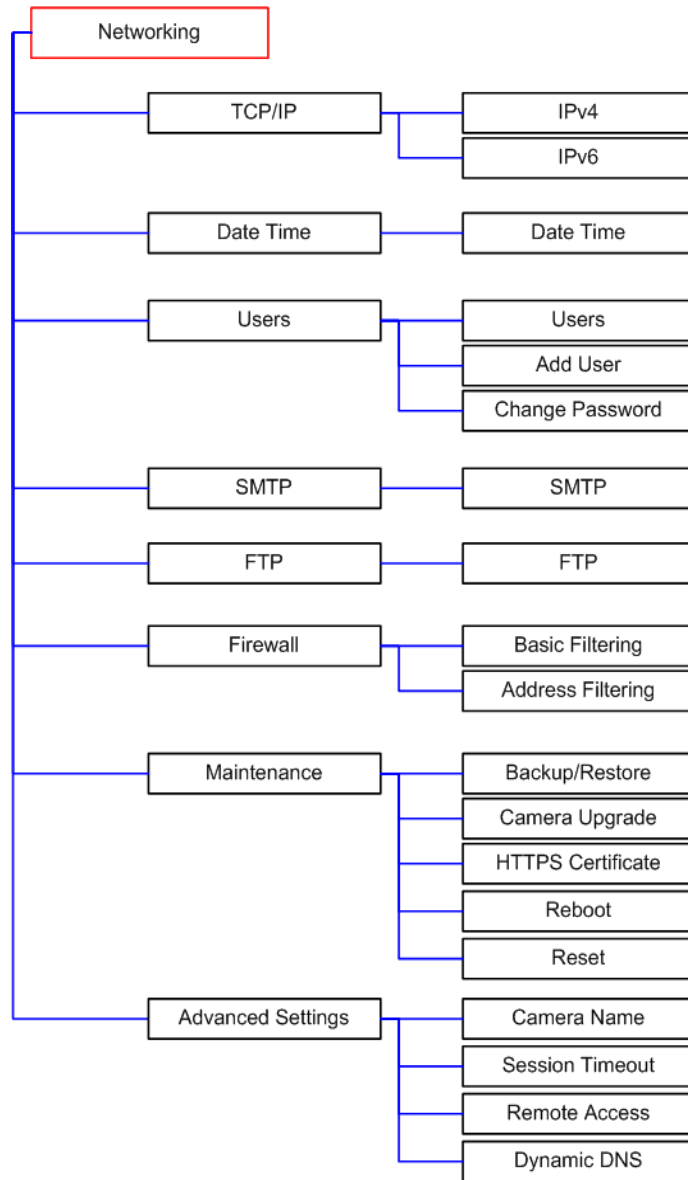 Networking
TCP/IP
IPv4
IPv6
Date Time
Date Time
Users
Users
Add User
Change Password
SMTP
SMTP
FTP
FTP
Firewall
Basic Filtering
Address Filtering
Maintenance
Backup/Restore
Camera Upgrade
HTTPS Certificate
Reboot
Reset
Advanced Settings
Camera Name
Session Timeout
Remote Access
Dynamic DNS